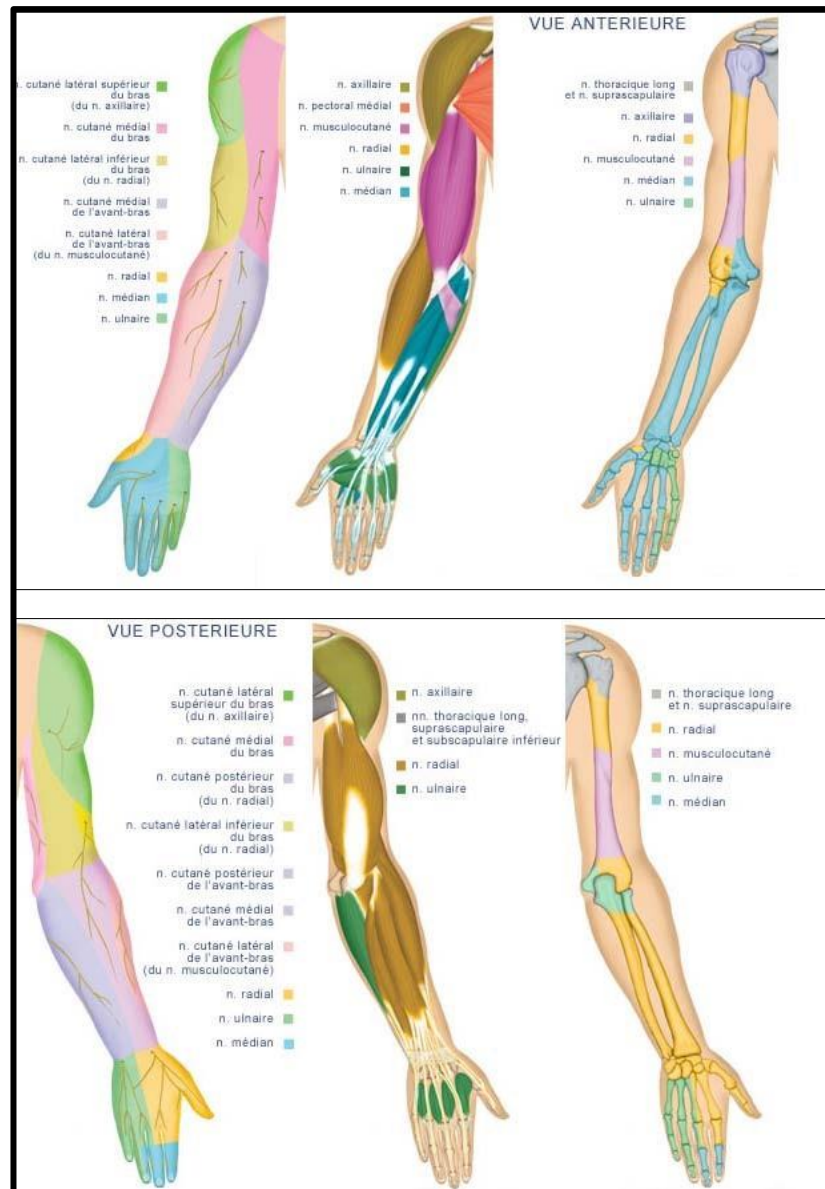 VUE ANTERIEURE
n. cutané latéral supérieur
du bras
(du n. axillaire)
n. cutané médial
du bras
n. cutané latéral inférieur
du bras
(du n. radial)
n. cutané médial
de l'avant-bras
n. cutané latéral
de l'avant-bras
(du n. musculocutané)
n. radial
n. médian
n. ulnaire
n. axillaire
n. pectoral médial
n. musculocutané
n. radial
n. ulnaire
n. médian
n. thoracique long
et n. suprascapulaire
n. axillaire
n. radial
n. musculocutané
n. médian
n. ulnaire
VUE POSTERIEURE
n. cutané latéral
supérieur du bras
(du n. axillaire)
n. cutané médial
du bras
n. cutané postérieur
du bras
(du n. radial)
n. cutané latéral inférieur
du bras
(du n. radial)
n. cutané postérieur
de l'avant-bras
n. cutané médial
de l'avant-bras
n. cutané latéral
de l'avant-bras
(du n. musculocutané)
n. radial
n. ulnaire
n. médian
n. axillaire
nn. thoracique long,
suprascapulaire
et subscapulaire inférieur
n. radial
n. ulnaire
n. thoracique long
et n. suprascapulaire
n. radial
n. musculocutané
n. ulnaire
n. médian